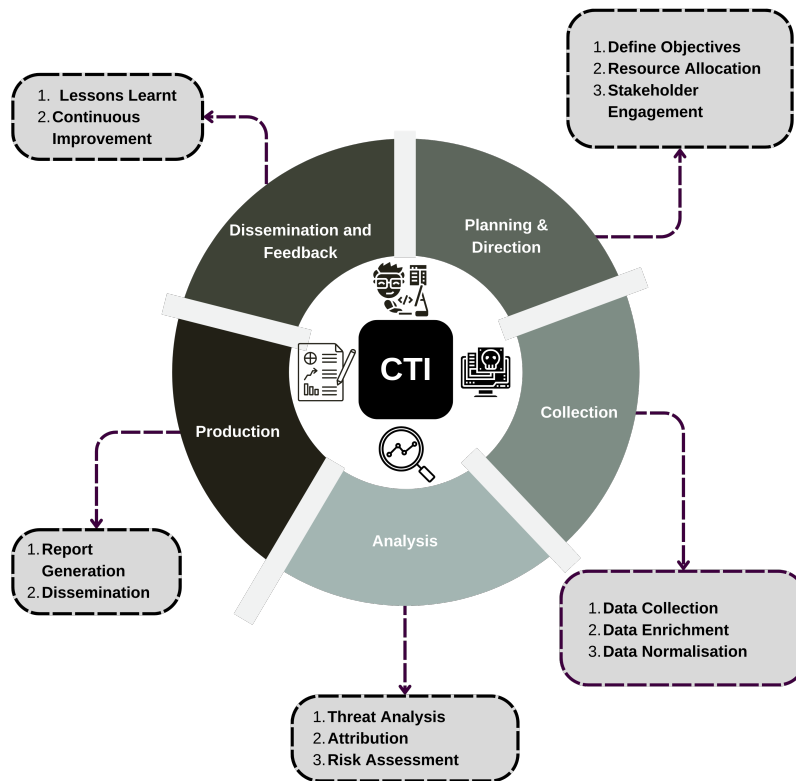 1. Define Objectives
2. Resource Allocation
3. Stakeholder
Engagement
1. Lessons Learnt
2. Continuous
Improvement
Dissemination and
Feedback
Planning &
Direction
CTI
Collection
Production
Analysis
1. Report
Generation
2. Dissemination
1. Data Collection
2. Data Enrichment
3. Data Normalisation
1. Threat Analysis
2. Attribution
3. Risk Assessment